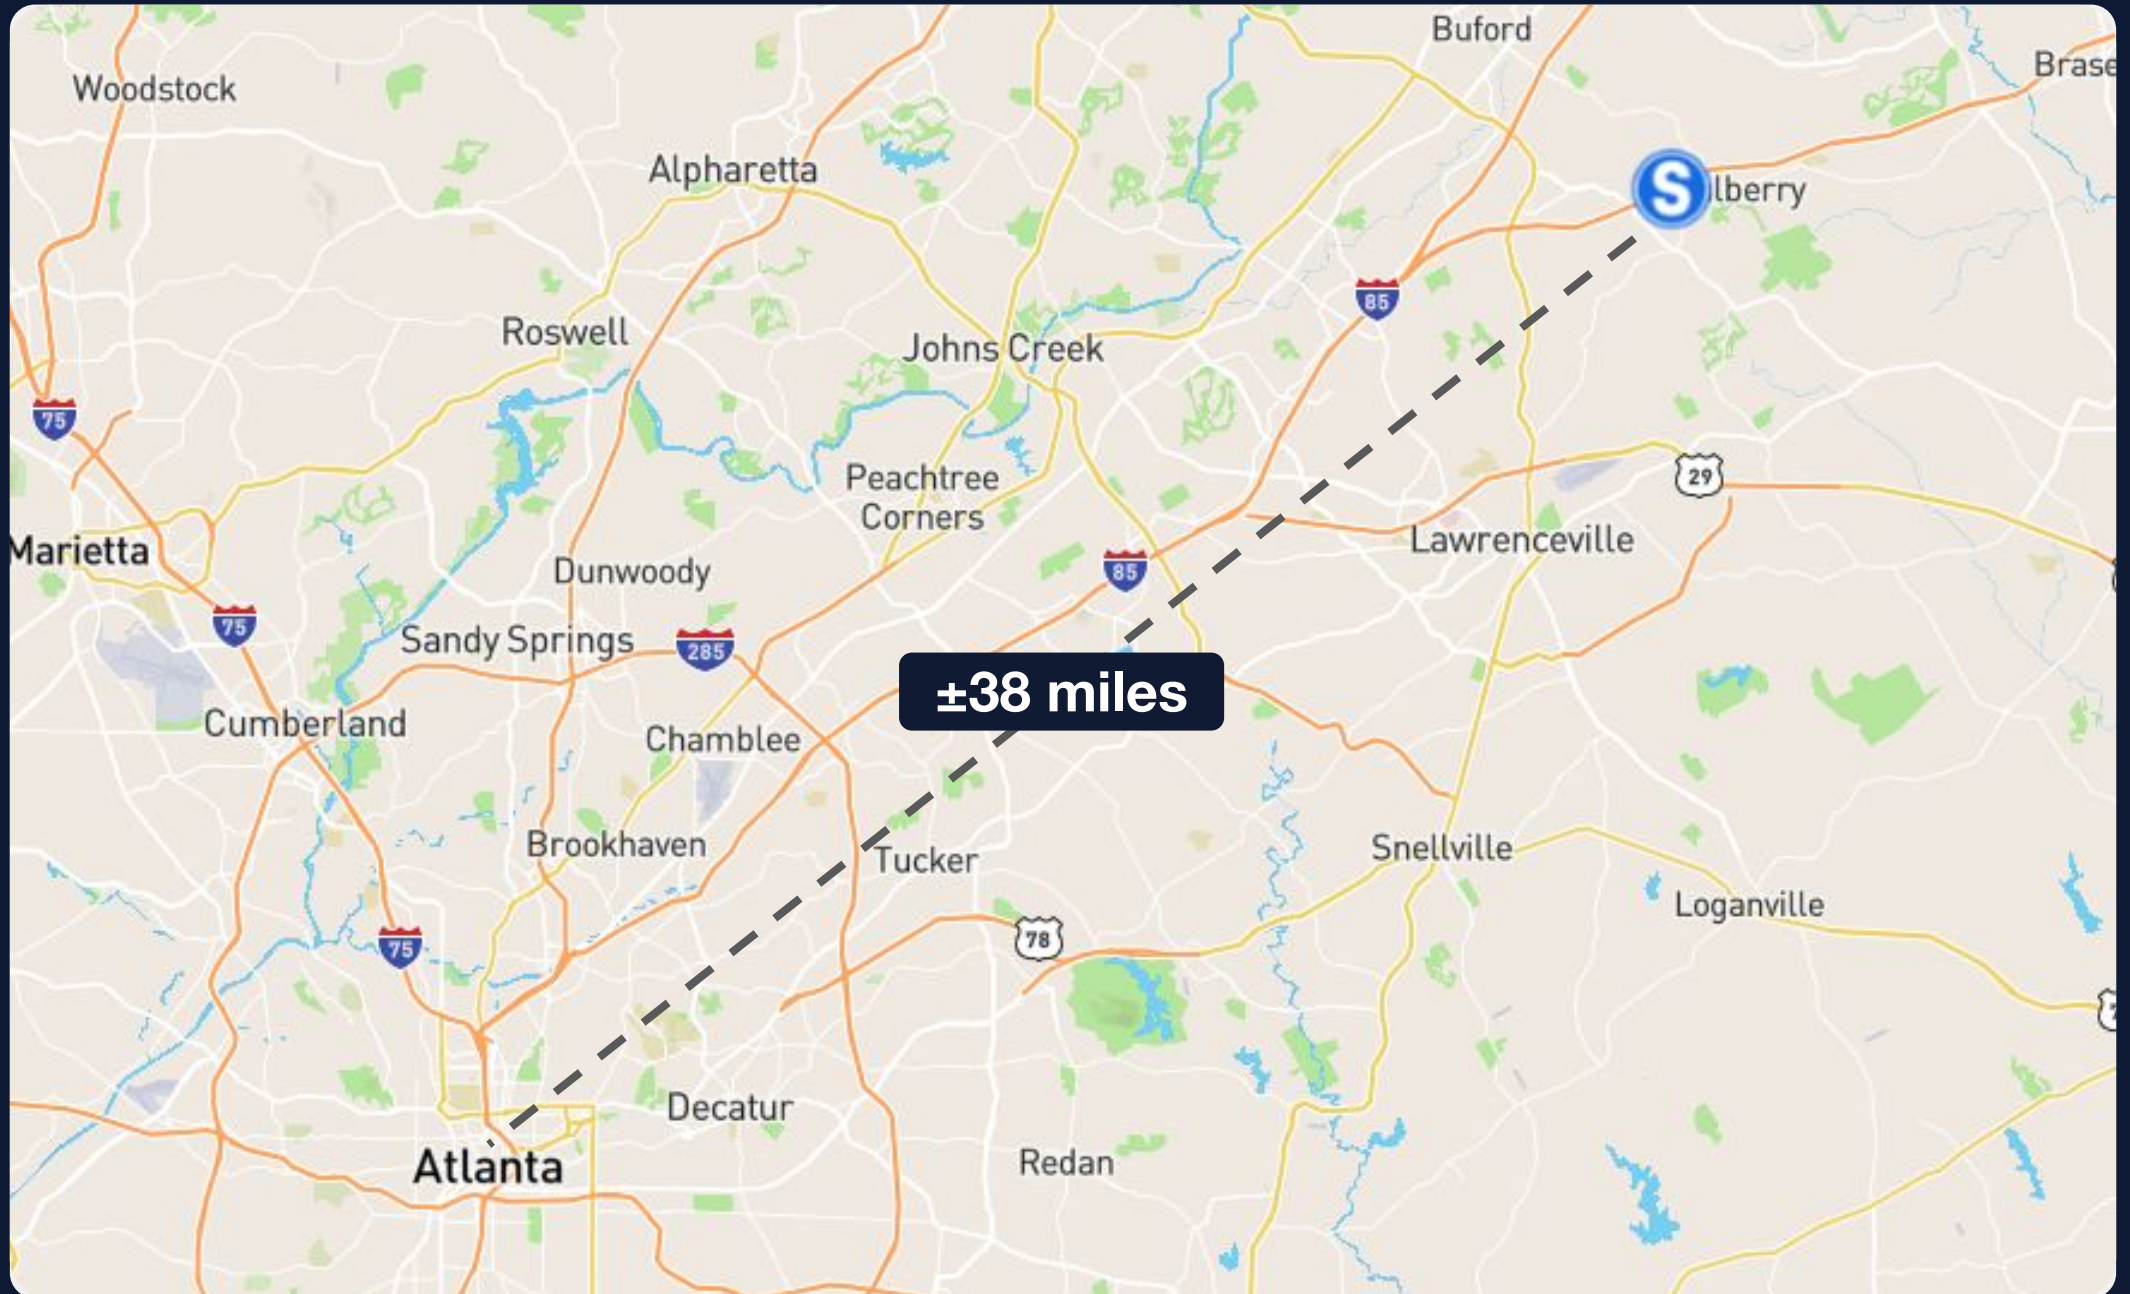 Buford
Brase
Woodstock
Alpharetta
S
lberry
85
Roswell
Johns Creek
75
Peachtree
Corners
29
Lawrenceville
Marietta
Dunwoody
85
75
Sandy Springs
285
±38 miles
Cumberland
Chamblee
Brookhaven
Tucker
Snellville
Loganville
75
78
7
Decatur
Atlanta
Redan